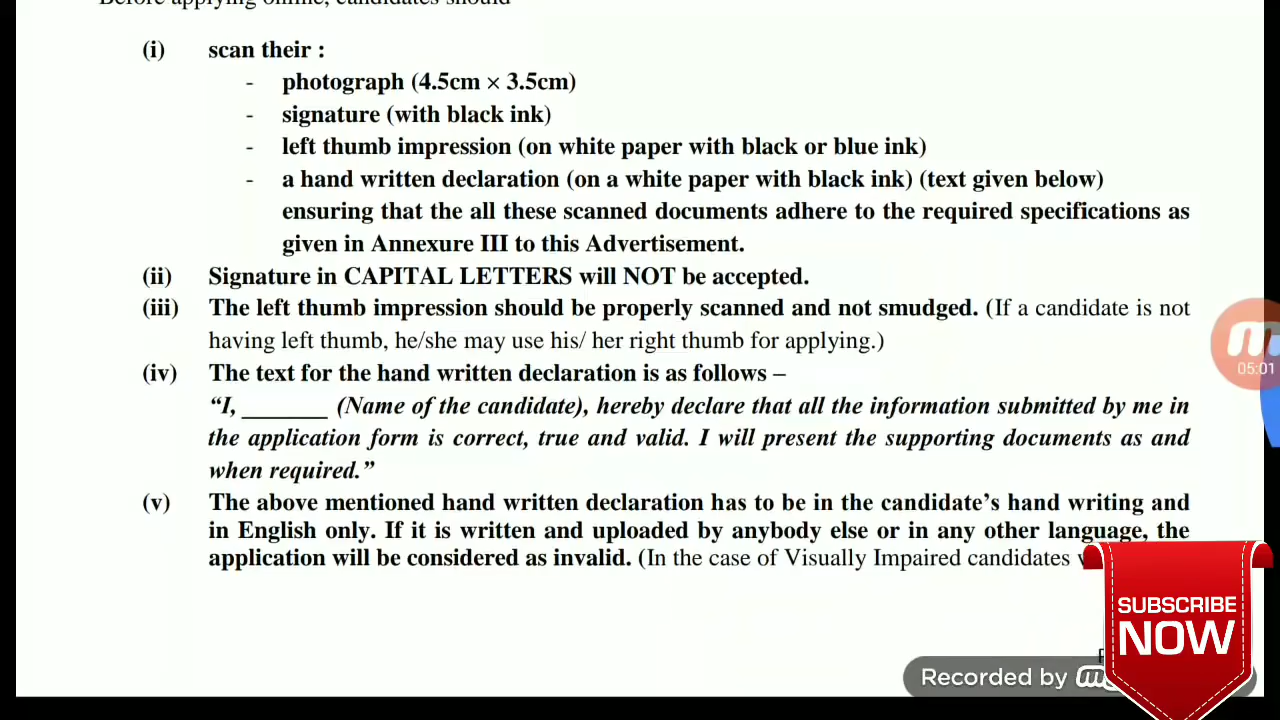 Before applying online, candidates should
(i) scan their :
- photograph (4.5cm × 3.5cm)
- signature (with black ink)
- left thumb impression (on white paper with black or blue ink)
- a hand written declaration (on a white paper with black ink) (text given below)
ensuring that the all these scanned documents adhere to the required specifications as
given in Annexure III to this Advertisement.
(ii) Signature in CAPITAL LETTERS will NOT be accepted.
(iii) The left thumb impression should be properly scanned and not smudged. (If a candidate is not
having left thumb, he/she may use his/ her right thumb for applying.)
(iv) The text for the hand written declaration is as follows –
“I, _______ (Name of the candidate), hereby declare that all the information submitted by me in
the application form is correct, true and valid. I will present the supporting documents as and
when required.”
(v) The above mentioned hand written declaration has to be in the candidate’s hand writing and
in English only. If it is written and uploaded by anybody else or in any other language, the
application will be considered as invalid. (In the case of Visually Impaired candidates
05:01
SUBSCRIBE
NOW
Recorded by